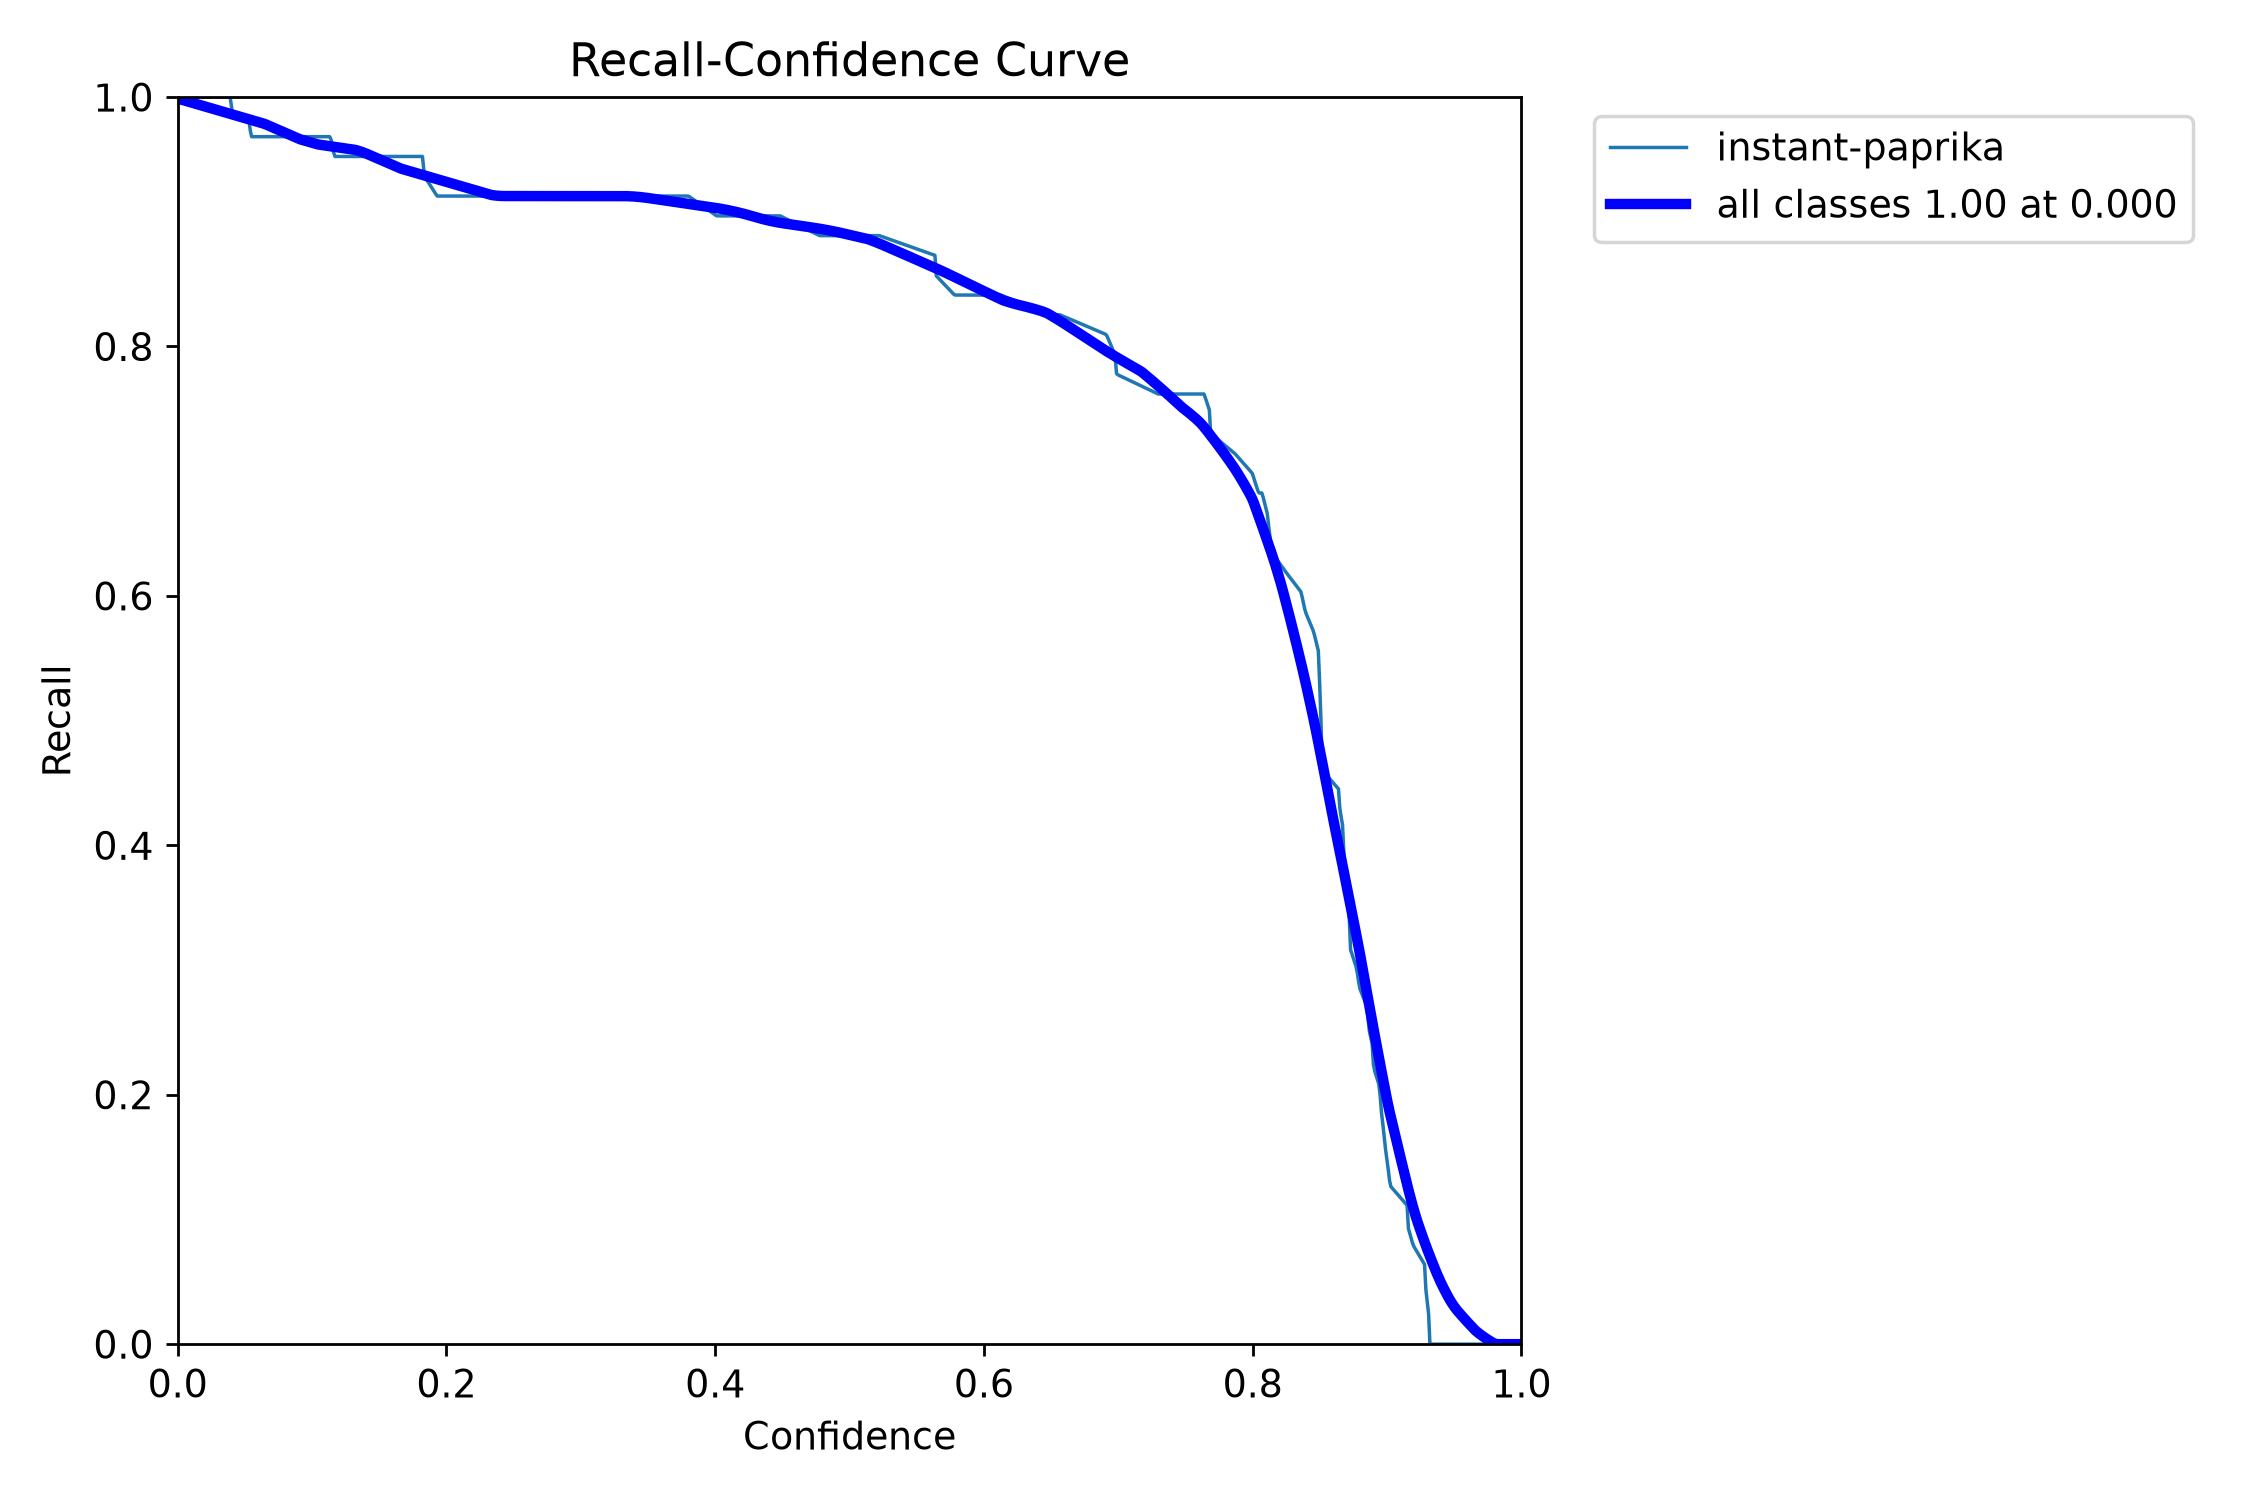 Recall-Confidence Curve
instant-paprika
all classes 1.00 at 0.000
Recall
1.0
0.8
0.6
0.4
0.2
0.0
0.0 0.2 0.4 0.6 0.8 1.0
Confidence